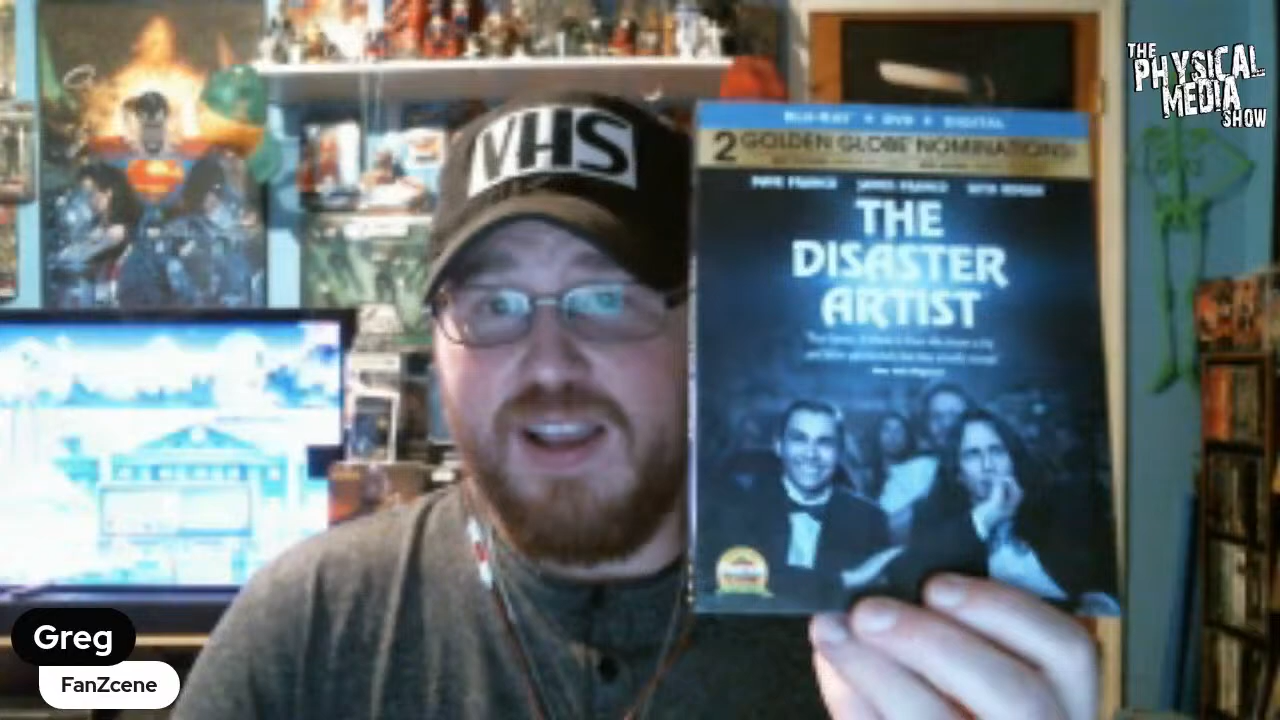 THE
PHYSICAL
MEDIA
SHOW
VHS
BLU-RAY + DVD + DIGITAL
2 GOLDEN GLOBE NOMINATIONS
DAVE FRANCO JAMES FRANCO SETH ROGEN
THE
DISASTER
ARTIST
Greg
FanZcene